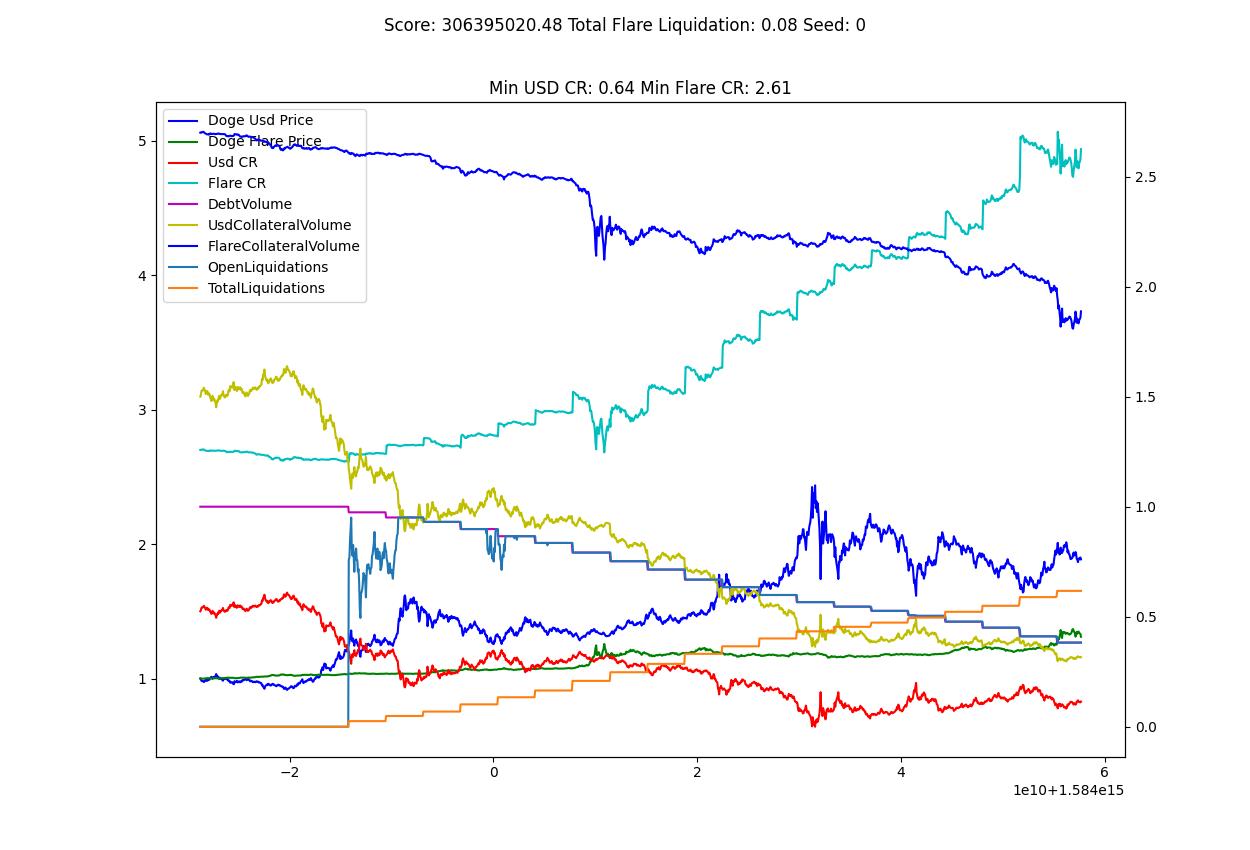 Score: 306395020.48 Total Flare Liquidation: 0.08 Seed: 0
Min USD CR: 0.64 Min Flare CR: 2.61
Doge Usd Price
Doge Flare Price
Usd CR
Flare CR
DebtVolume
UsdCollateralVolume
FlareCollateralVolume
OpenLiquidations
TotalLiquidations
5
4
3
2
1
2.5
2.0
1.5
1.0
0.5
0.0
−2 0 2 4 6
1e10+1.584e15